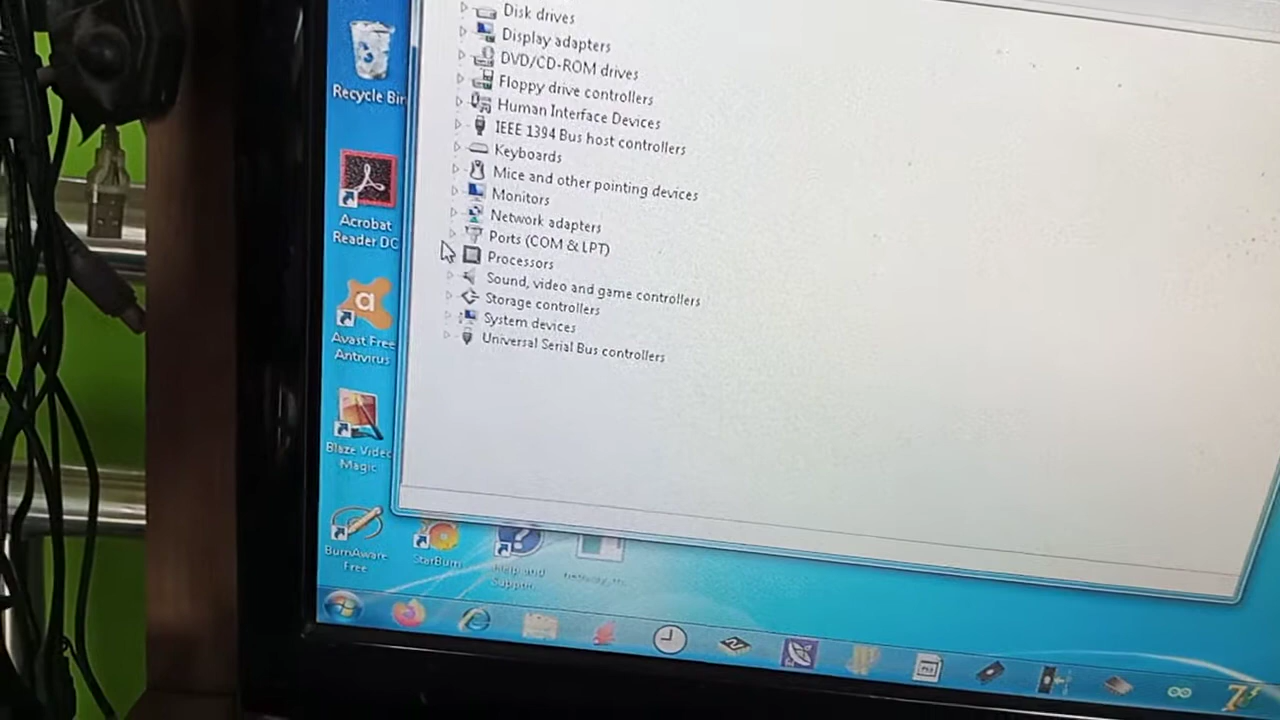 Disk drives
Display adapters
DVD/CD-ROM drives
Floppy drive controllers
Human Interface Devices
IEEE 1394 Bus host controllers
Keyboards
Mice and other pointing devices
Monitors
Network adapters
Ports (COM & LPT)
Processors
Sound, video and game controllers
Storage controllers
System devices
Universal Serial Bus controllers
Recycle Bin
Acrobat
Reader DC
Avast Free
Antivirus
Blaze Video
Magic
BurnAware
Free
StarBurn
Help and
Support